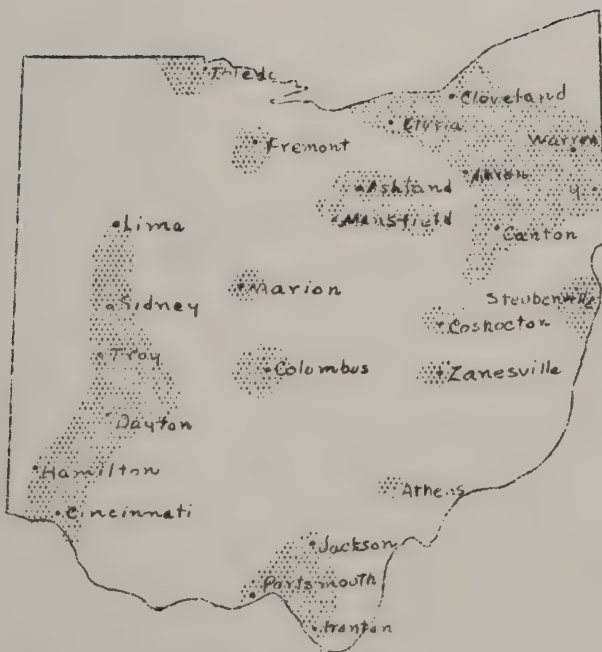 Toledo
Cleveland
Elyria
Fremont
Warren
Akron
Ashland
Y
Mansfield
Lima
Canton
Marion
Steubenville
Sidney
Coshocton
Troy
Columbus
Zanesville
Dayton
Hamilton
Athens
Cincinnati
Jackson
Portsmouth
Ironton